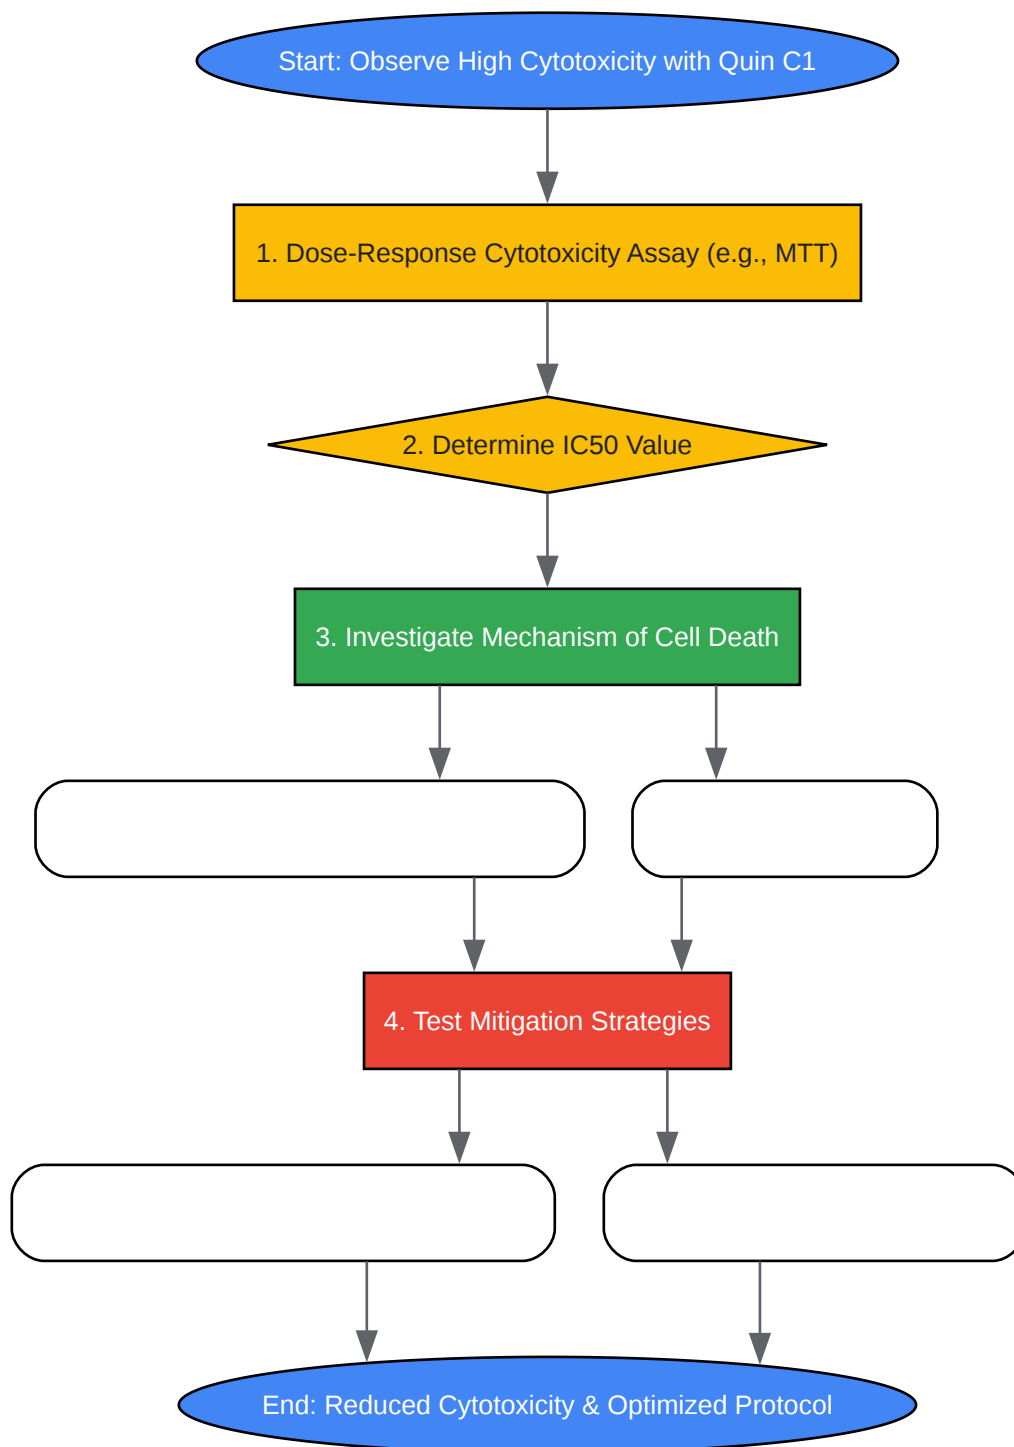 Start: Observe High Cytotoxicity with Quin C1
1. Dose-Response Cytotoxicity Assay (e.g., MTT)
2. Determine IC50 Value
3. Investigate Mechanism of Cell Death
4. Test Mitigation Strategies
End: Reduced Cytotoxicity & Optimized Protocol